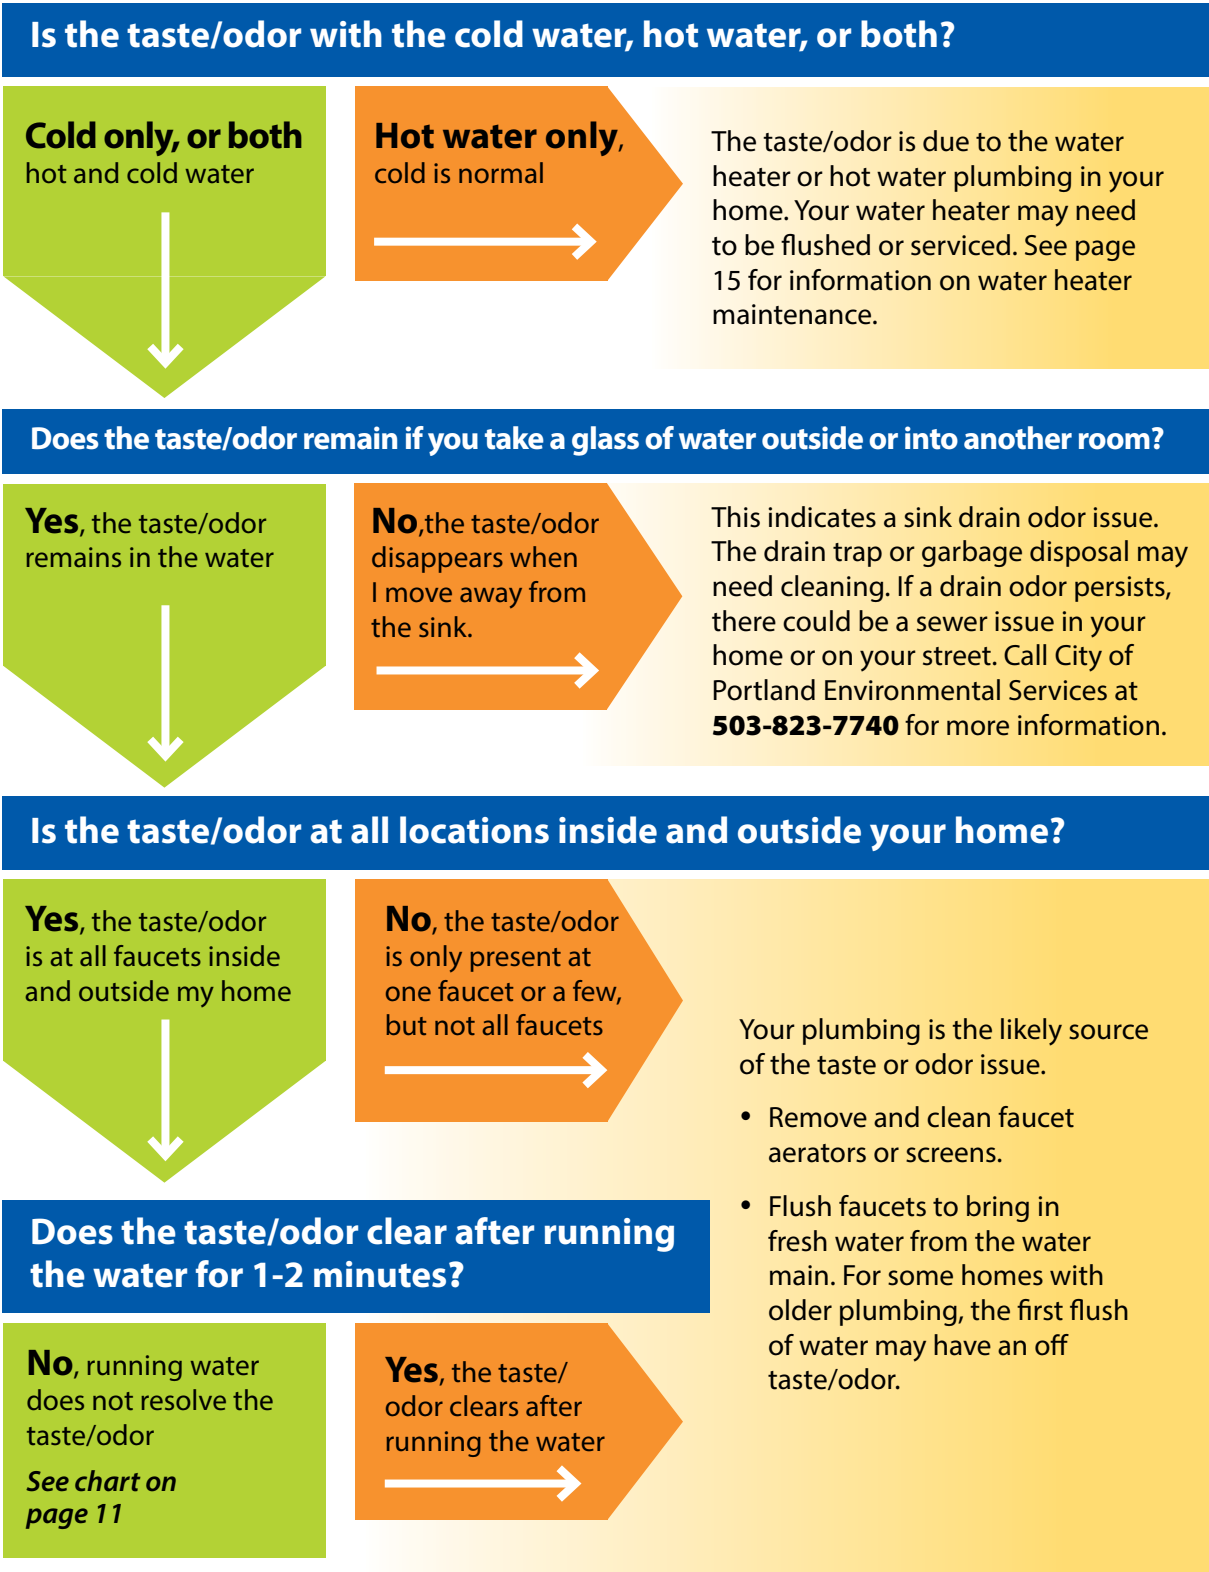 Is the taste/odor with the cold water, hot water, or both?
Cold only, or both
hot and cold water
Hot water only,
cold is normal
The taste/odor is due to the water
heater or hot water plumbing in your
home. Your water heater may need
to be flushed or serviced. See page
15 for information on water heater
maintenance.
Does the taste/odor remain if you take a glass of water outside or into another room?
Yes, the taste/odor
remains in the water
No,the taste/odor
disappears when
I move away from
the sink.
This indicates a sink drain odor issue.
The drain trap or garbage disposal may
need cleaning. If a drain odor persists,
there could be a sewer issue in your
home or on your street. Call City of
Portland Environmental Services at
503-823-7740 for more information.
Is the taste/odor at all locations inside and outside your home?
Yes, the taste/odor
is at all faucets inside
and outside my home
No, the taste/odor
is only present at
one faucet or a few,
but not all faucets
Your plumbing is the likely source
of the taste or odor issue.
• Remove and clean faucet
aerators or screens.
• Flush faucets to bring in
fresh water from the water
main. For some homes with
older plumbing, the first flush
of water may have an off
taste/odor.
Does the taste/odor clear after running
the water for 1-2 minutes?
No, running water
does not resolve the
taste/odor
See chart on
page 11
Yes, the taste/
odor clears after
running the water